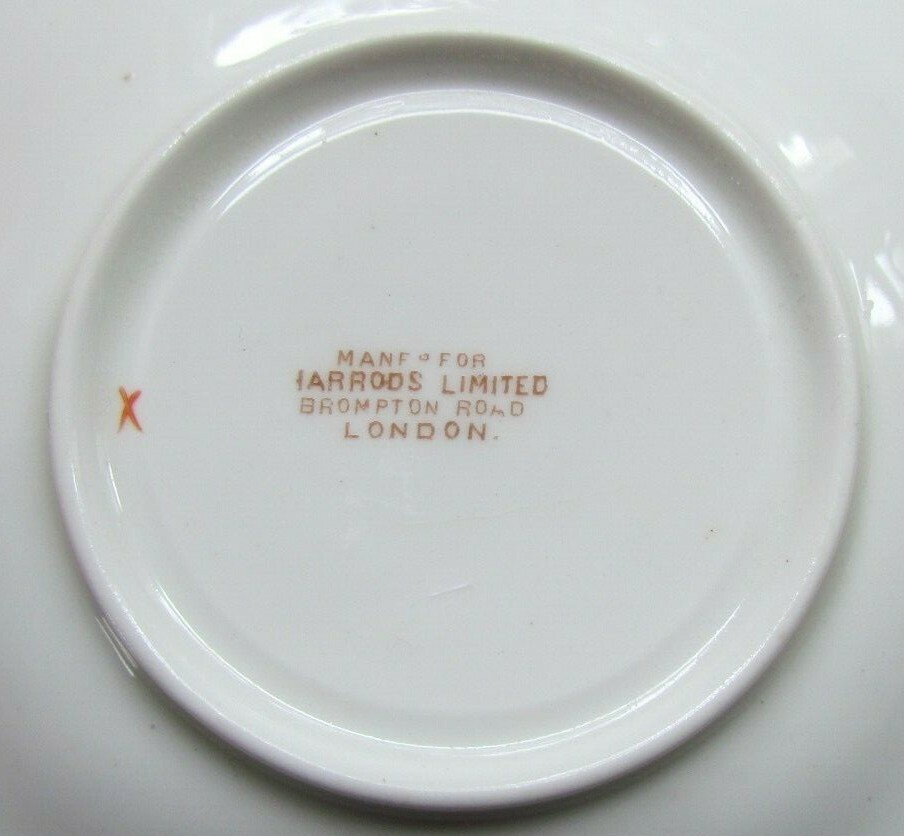 MANFᴰ FOR
HARRODS LIMITED
BROMPTON ROAD
LONDON.
X